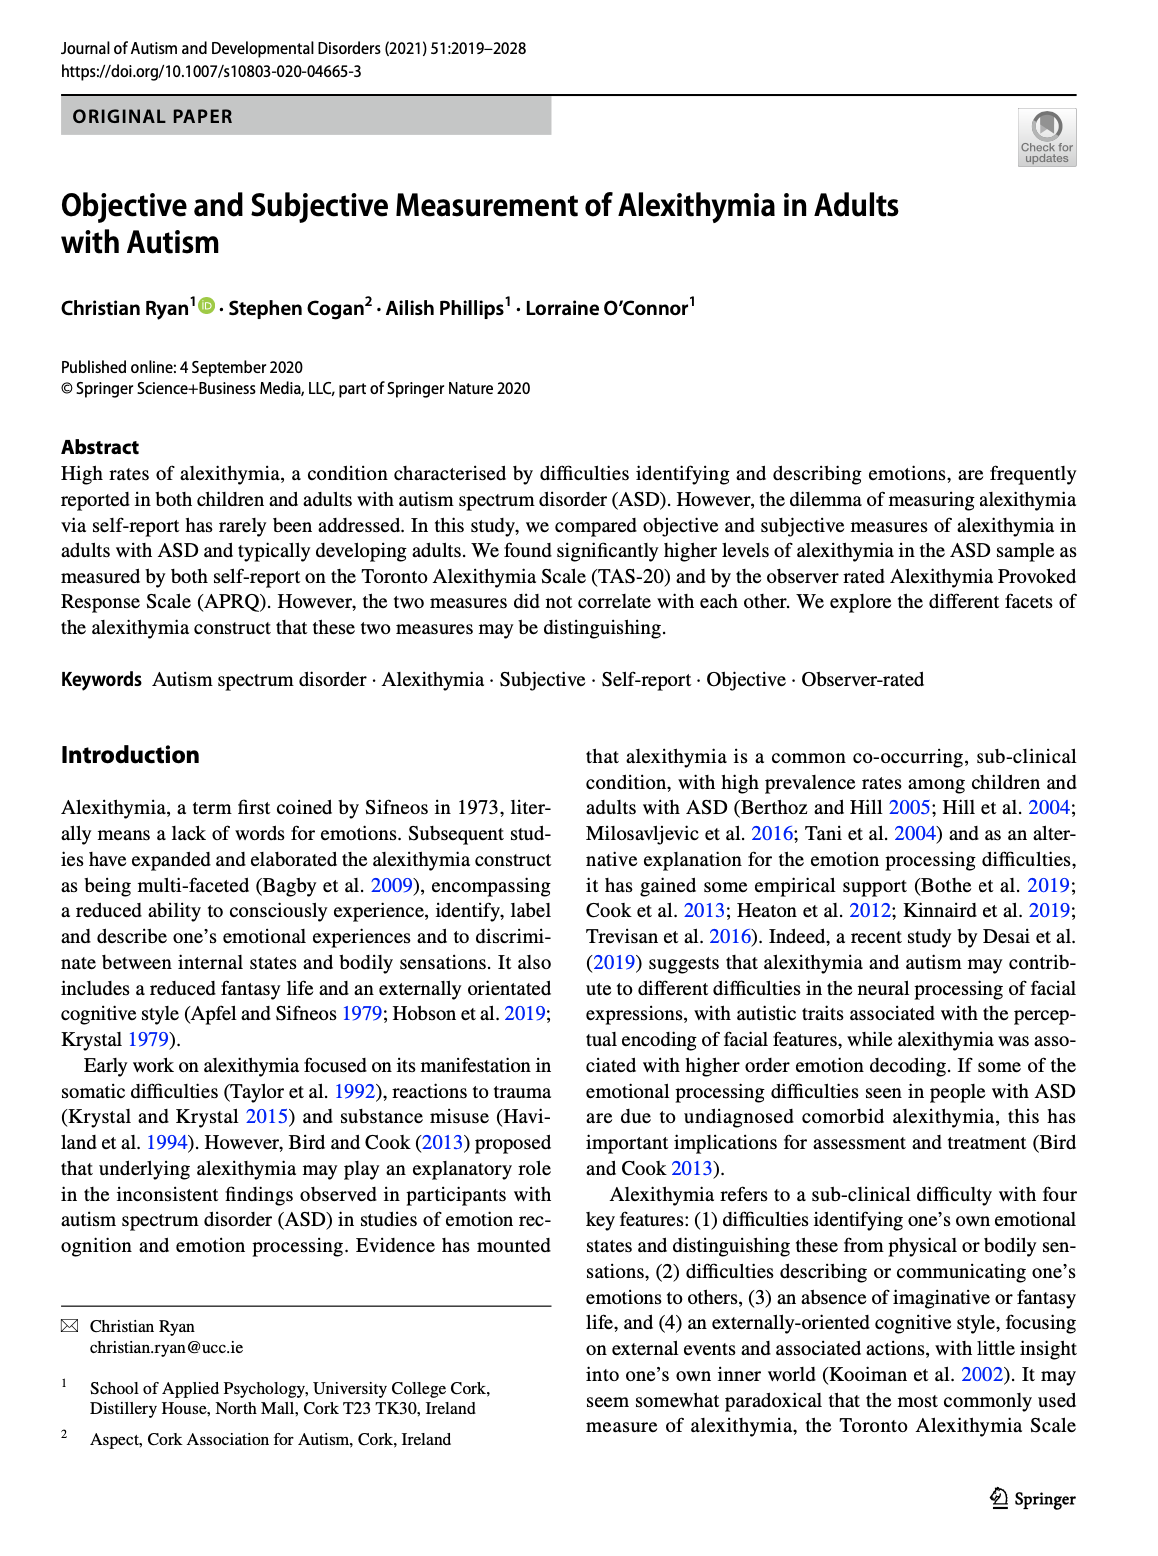 Journal of Autism and Developmental Disorders (2021) 51:2019–2028
https://doi.org/10.1007/s10803-020-04665-3
ORIGINAL PAPER
Check for
updates
Objective and Subjective Measurement of Alexithymia in Adults
with Autism
Christian Ryan1 iD · Stephen Cogan2 · Ailish Phillips1 · Lorraine O’Connor1
Published online: 4 September 2020
© Springer Science+Business Media, LLC, part of Springer Nature 2020
Abstract
High rates of alexithymia, a condition characterised by difficulties identifying and describing emotions, are frequently
reported in both children and adults with autism spectrum disorder (ASD). However, the dilemma of measuring alexithymia
via self-report has rarely been addressed. In this study, we compared objective and subjective measures of alexithymia in
adults with ASD and typically developing adults. We found significantly higher levels of alexithymia in the ASD sample as
measured by both self-report on the Toronto Alexithymia Scale (TAS-20) and by the observer rated Alexithymia Provoked
Response Scale (APRQ). However, the two measures did not correlate with each other. We explore the different facets of
the alexithymia construct that these two measures may be distinguishing.
Keywords Autism spectrum disorder · Alexithymia · Subjective · Self-report · Objective · Observer-rated
Introduction
Alexithymia, a term first coined by Sifneos in 1973, liter-
ally means a lack of words for emotions. Subsequent stud-
ies have expanded and elaborated the alexithymia construct
as being multi-faceted (Bagby et al. 2009), encompassing
a reduced ability to consciously experience, identify, label
and describe one’s emotional experiences and to discrimi-
nate between internal states and bodily sensations. It also
includes a reduced fantasy life and an externally orientated
cognitive style (Apfel and Sifneos 1979; Hobson et al. 2019;
Krystal 1979).
Early work on alexithymia focused on its manifestation in
somatic difficulties (Taylor et al. 1992), reactions to trauma
(Krystal and Krystal 2015) and substance misuse (Havi-
land et al. 1994). However, Bird and Cook (2013) proposed
that underlying alexithymia may play an explanatory role
in the inconsistent findings observed in participants with
autism spectrum disorder (ASD) in studies of emotion rec-
ognition and emotion processing. Evidence has mounted
Christian Ryan
christian.ryan@ucc.ie
1 School of Applied Psychology, University College Cork,
Distillery House, North Mall, Cork T23 TK30, Ireland
2 Aspect, Cork Association for Autism, Cork, Ireland
that alexithymia is a common co-occurring, sub-clinical
condition, with high prevalence rates among children and
adults with ASD (Berthoz and Hill 2005; Hill et al. 2004;
Milosavljevic et al. 2016; Tani et al. 2004) and as an alter-
native explanation for the emotion processing difficulties,
it has gained some empirical support (Bothe et al. 2019;
Cook et al. 2013; Heaton et al. 2012; Kinnaird et al. 2019;
Trevisan et al. 2016). Indeed, a recent study by Desai et al.
(2019) suggests that alexithymia and autism may contrib-
ute to different difficulties in the neural processing of facial
expressions, with autistic traits associated with the percep-
tual encoding of facial features, while alexithymia was asso-
ciated with higher order emotion decoding. If some of the
emotional processing difficulties seen in people with ASD
are due to undiagnosed comorbid alexithymia, this has
important implications for assessment and treatment (Bird
and Cook 2013).
Alexithymia refers to a sub-clinical difficulty with four
key features: (1) difficulties identifying one’s own emotional
states and distinguishing these from physical or bodily sen-
sations, (2) difficulties describing or communicating one’s
emotions to others, (3) an absence of imaginative or fantasy
life, and (4) an externally-oriented cognitive style, focusing
on external events and associated actions, with little insight
into one’s own inner world (Kooiman et al. 2002). It may
seem somewhat paradoxical that the most commonly used
measure of alexithymia, the Toronto Alexithymia Scale
Springer